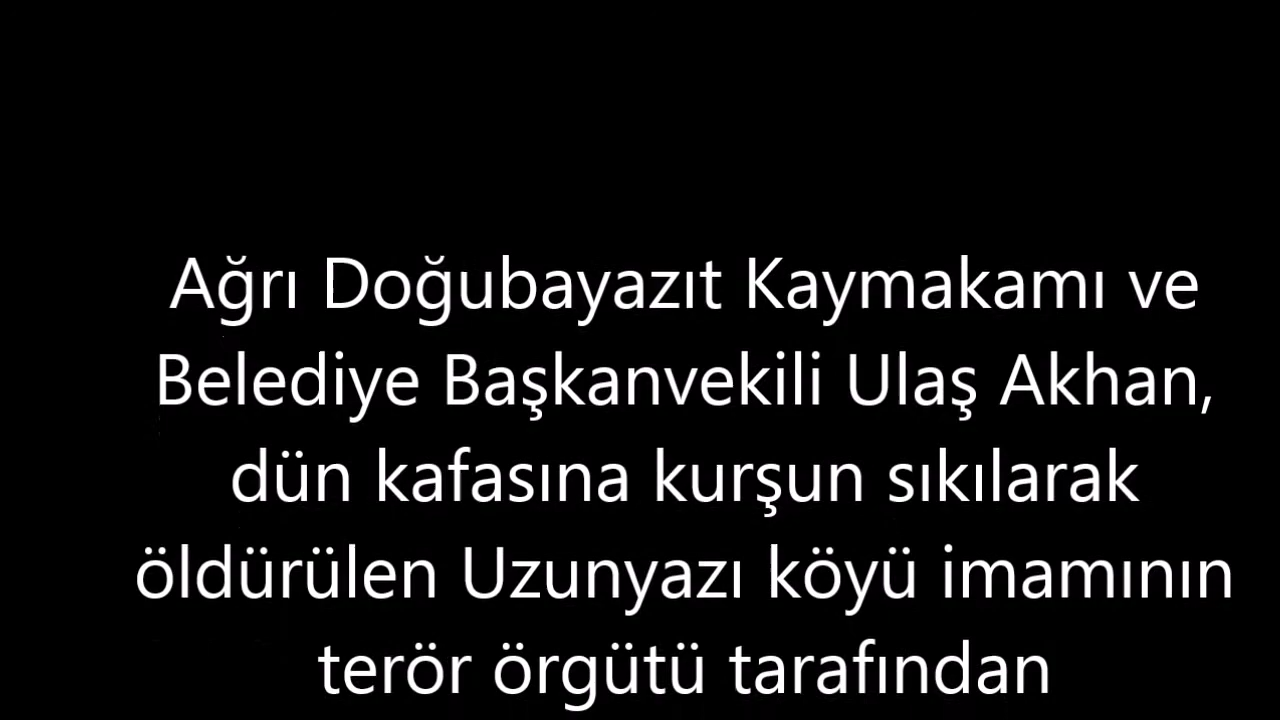 Ağrı Doğubayazıt Kaymakamı ve
Belediye Başkanvekili Ulaş Akhan,
dün kafasına kurşun sıkılarak
öldürülen Uzunyazı köyü imamının
terör örgütü tarafından